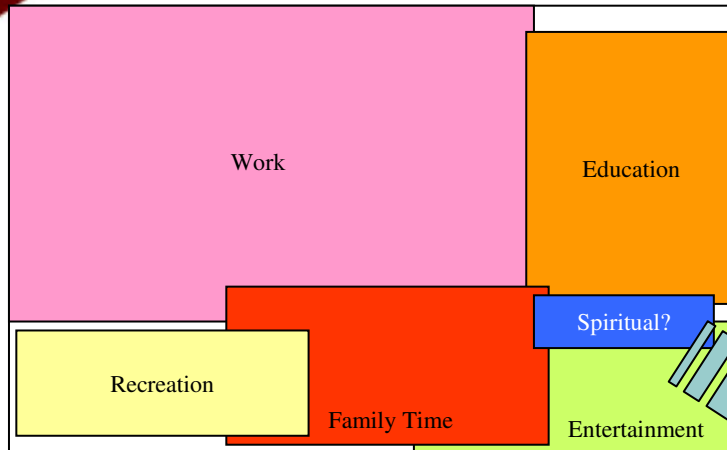 Work
Education
Spiritual?
Recreation
Family Time
Entertainment